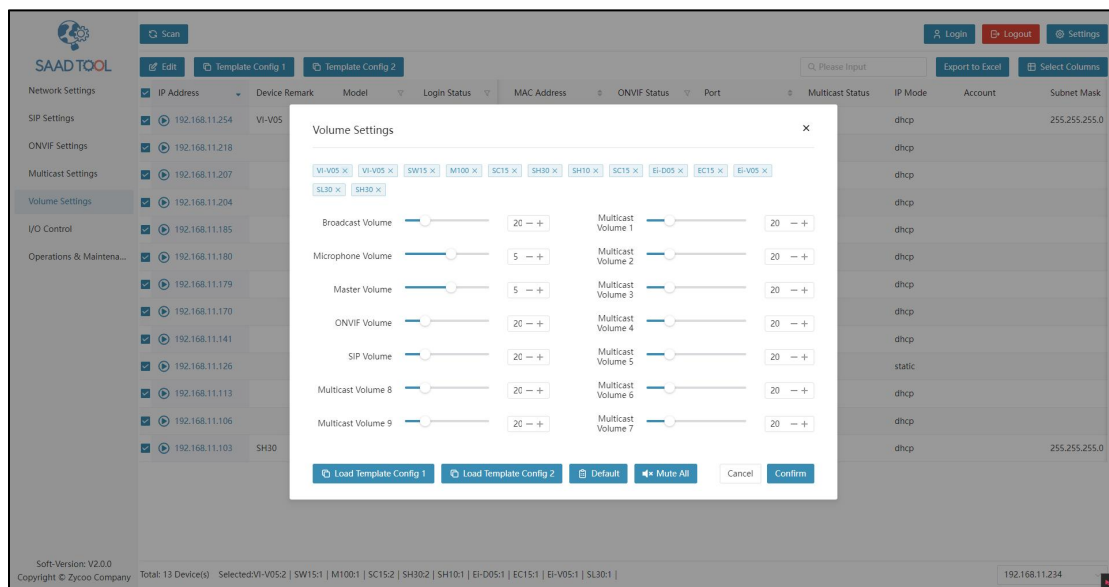 Scan
Login Logout Settings
SAAD TOOL
Edit Template Config 1 Template Config 2 Please Input Export to Excel Select Columns
Network Settings
SIP Settings
ONVIF Settings
Multicast Settings
Volume Settings
I/O Control
Operations & Maintena...
IP Address Device Remark Model Login Status MAC Address ONVIF Status Port Multicast Status IP Mode Account Subnet Mask
192.168.11.254 VI-V05 dhcp 255.255.255.0
192.168.11.218 dhcp
192.168.11.207 dhcp
192.168.11.204 dhcp
192.168.11.185 dhcp
192.168.11.180 dhcp
192.168.11.179 dhcp
192.168.11.170 dhcp
192.168.11.141 dhcp
192.168.11.126 static
192.168.11.113 dhcp
192.168.11.106 dhcp
192.168.11.103 SH30 dhcp 255.255.255.0
Volume Settings ×
VI-V05 × VI-V05 × SW15 × M100 × SC15 × SH30 × SH10 × SC15 × Ei-D05 × EC15 × Ei-V05 ×
SL30 × SH30 ×
Broadcast Volume 20 − + Multicast Volume 1 20 − +
Microphone Volume 5 − + Multicast Volume 2 20 − +
Master Volume 5 − + Multicast Volume 3 20 − +
ONVIF Volume 20 − + Multicast Volume 4 20 − +
SIP Volume 20 − + Multicast Volume 5 20 − +
Multicast Volume 8 20 − + Multicast Volume 6 20 − +
Multicast Volume 9 20 − + Multicast Volume 7 20 − +
Load Template Config 1 Load Template Config 2 Default Mute All Cancel Confirm
Soft-Version: V2.0.0
Copyright © Zycoo Company
Total: 13 Device(s) Selected:VI-V05:2 | SW15:1 | M100:1 | SC15:2 | SH30:2 | SH10:1 | Ei-D05:1 | EC15:1 | Ei-V05:1 | SL30:1 |
192.168.11.234